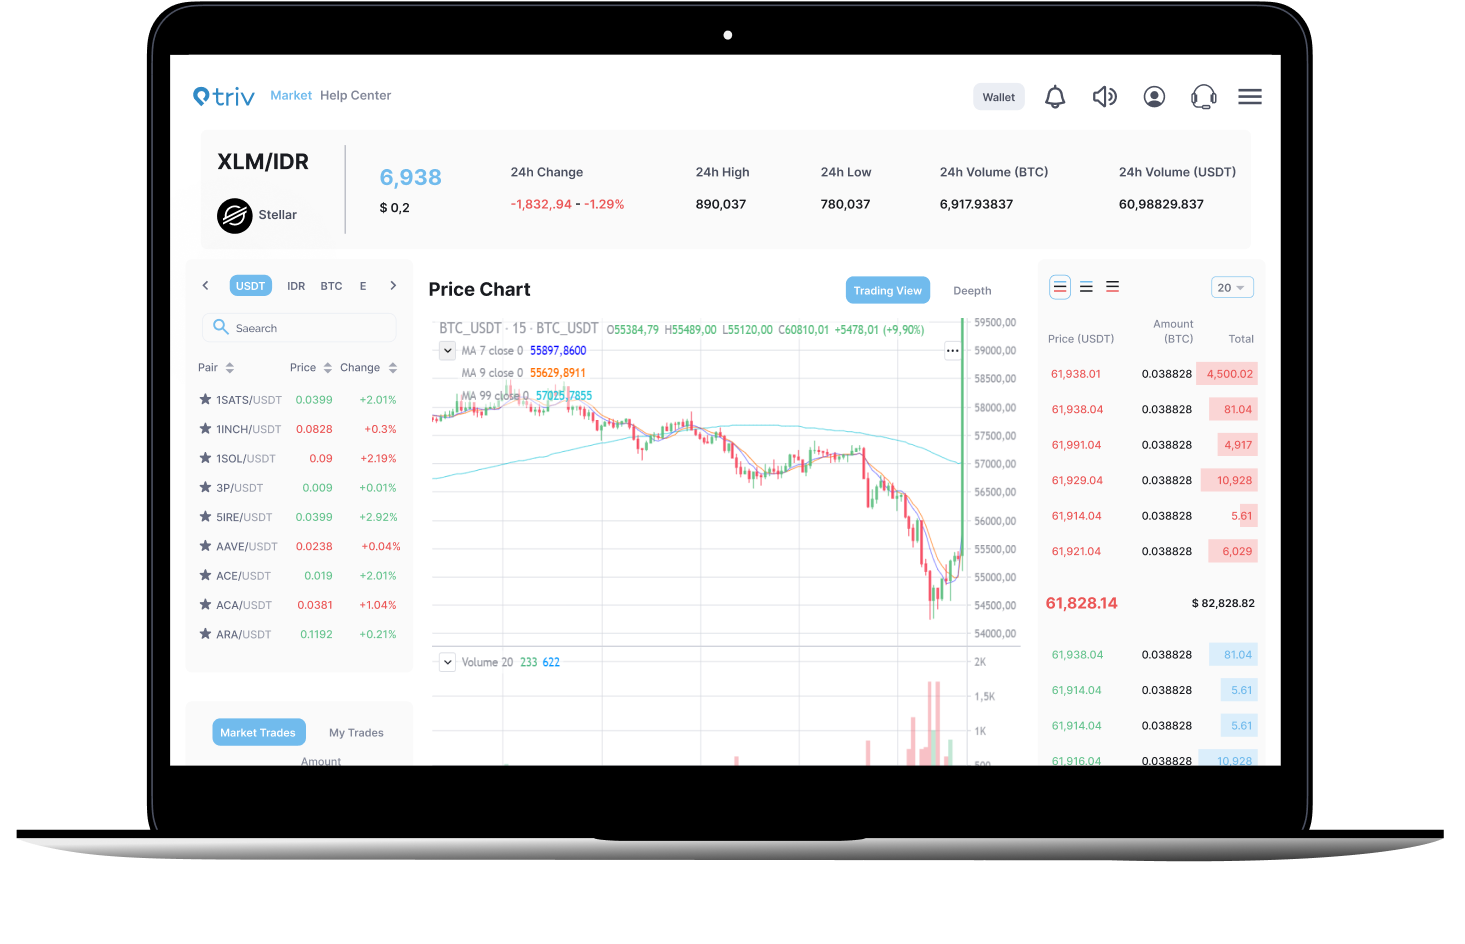 triv Market Help Center Wallet
XLM/IDR
Stellar
6,938
$ 0,2
24h Change 24h High 24h Low 24h Volume (BTC) 24h Volume (USDT)
-1,832,.94 - -1.29% 890,037 780,037 6,917.93837 60,98829.837
USDT IDR BTC E
Saearch
Pair Price Change
1SATS/USDT 0.0399 +2.01%
1INCH/USDT 0.0828 +0.3%
1SOL/USDT 0.09 +2.19%
3P/USDT 0.009 +0.01%
5IRE/USDT 0.0399 +2.92%
AAVE/USDT 0.0238 +0.04%
ACE/USDT 0.019 +2.01%
ACA/USDT 0.0381 +1.04%
ARA/USDT 0.1192 +0.21%
Market Trades My Trades
Amount
Price Chart Trading View Deepth
BTC_USDT · 15 · BTC_USDT O55384,79 H55489,00 L55120,00 C60810,01 +5478,01 (+9,90%)
MA 7 close 0 55897,8600
MA 9 close 0 55629,8911
MA 99 close 0 57025,7855
59500,00
59000,00
58500,00
58000,00
57500,00
57000,00
56500,00
56000,00
55500,00
55000,00
54500,00
54000,00
Volume 20 233 622
2K
1,5K
1K
500
20
Price (USDT) Amount (BTC) Total
61,938.01 0.038828 4,500.02
61,938.04 0.038828 81.04
61,991.04 0.038828 4,917
61,929.04 0.038828 10,928
61,914.04 0.038828 5.61
61,921.04 0.038828 6,029
61,828.14 $ 82,828.82
61,938.04 0.038828 81.04
61,914.04 0.038828 5.61
61,914.04 0.038828 5.61
61,916.04 0.038828 10,928